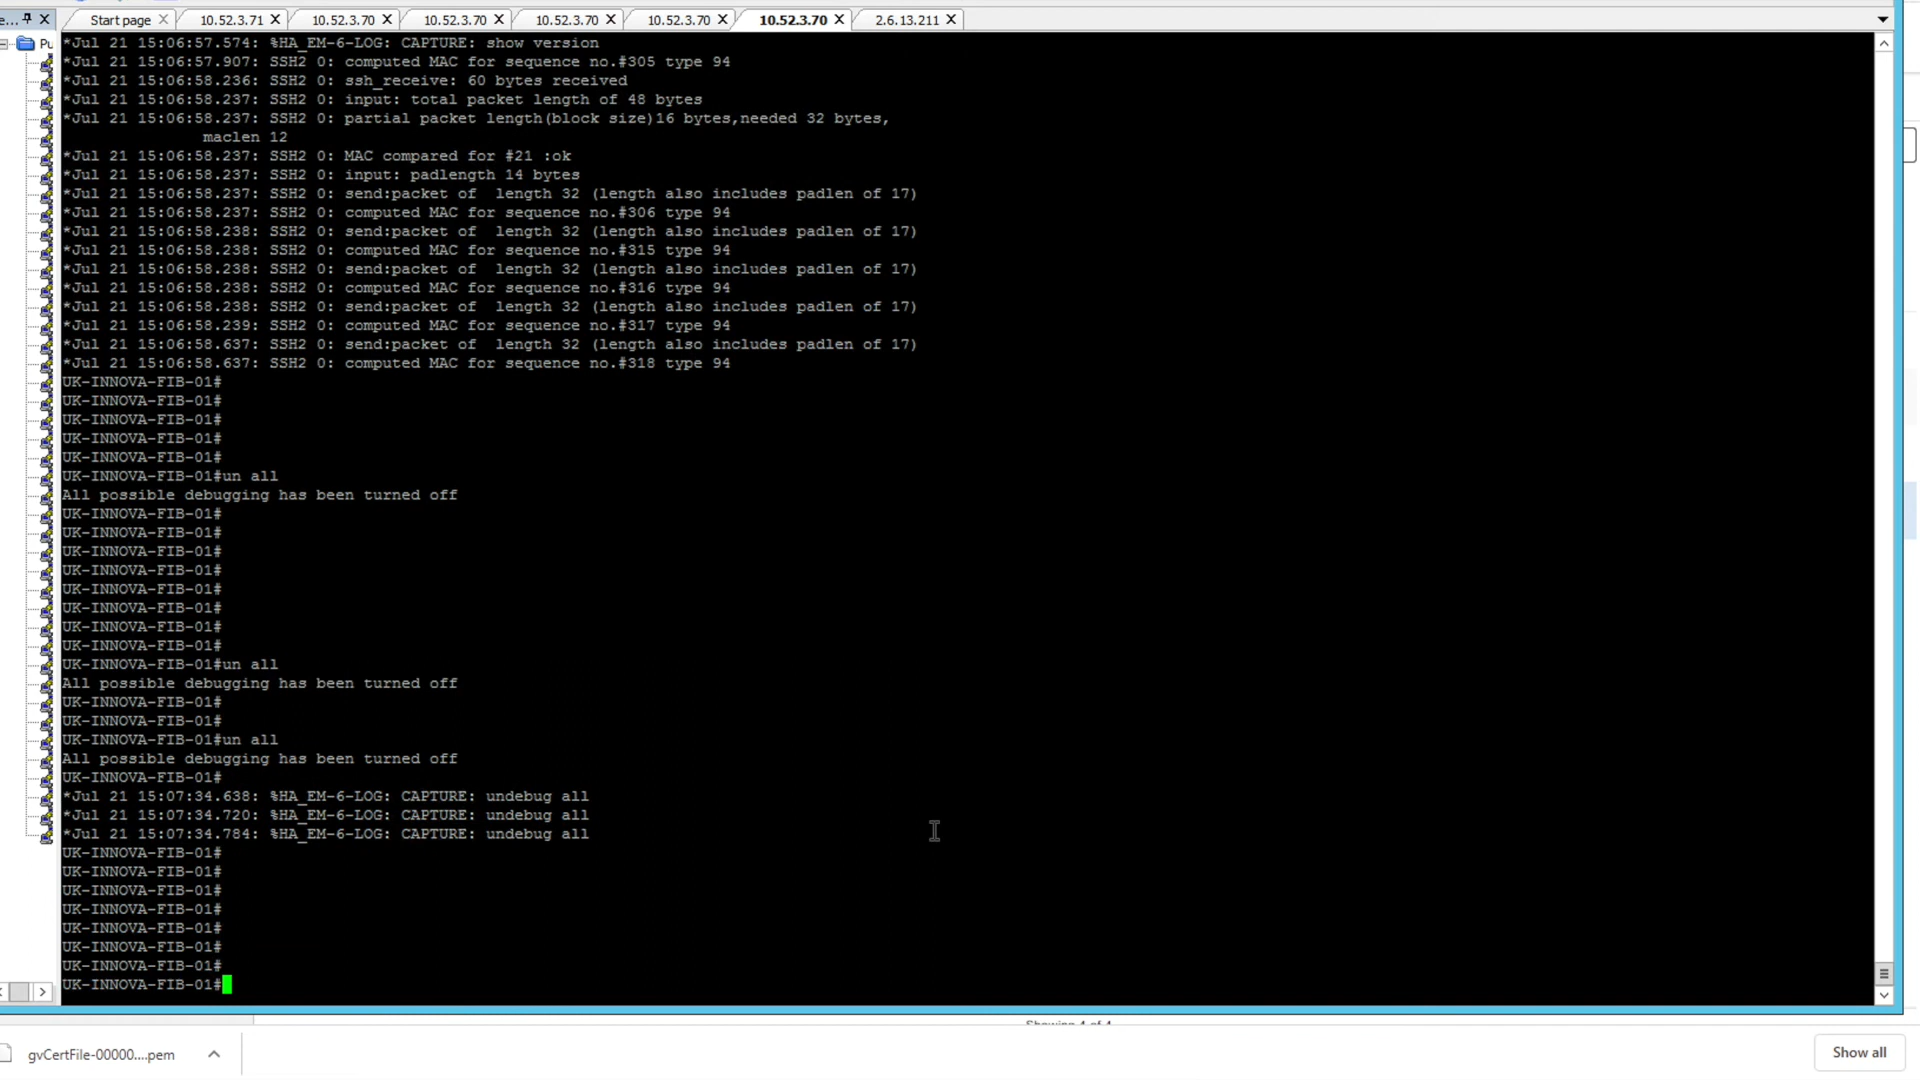 Start page
10.52.3.71
10.52.3.70
10.52.3.70
10.52.3.70
10.52.3.70
10.52.3.70
2.6.13.211
e...
Pu
*Jul 21 15:06:57.574: %HA_EM-6-LOG: CAPTURE: show version
*Jul 21 15:06:57.907: SSH2 0: computed MAC for sequence no.#305 type 94
*Jul 21 15:06:58.236: SSH2 0: ssh_receive: 60 bytes received
*Jul 21 15:06:58.237: SSH2 0: input: total packet length of 48 bytes
*Jul 21 15:06:58.237: SSH2 0: partial packet length(block size)16 bytes,needed 32 bytes,
maclen 12
*Jul 21 15:06:58.237: SSH2 0: MAC compared for #21 :ok
*Jul 21 15:06:58.237: SSH2 0: input: padlength 14 bytes
*Jul 21 15:06:58.237: SSH2 0: send:packet of  length 32 (length also includes padlen of 17)
*Jul 21 15:06:58.237: SSH2 0: computed MAC for sequence no.#306 type 94
*Jul 21 15:06:58.238: SSH2 0: send:packet of  length 32 (length also includes padlen of 17)
*Jul 21 15:06:58.238: SSH2 0: computed MAC for sequence no.#315 type 94
*Jul 21 15:06:58.238: SSH2 0: send:packet of  length 32 (length also includes padlen of 17)
*Jul 21 15:06:58.238: SSH2 0: computed MAC for sequence no.#316 type 94
*Jul 21 15:06:58.238: SSH2 0: send:packet of  length 32 (length also includes padlen of 17)
*Jul 21 15:06:58.239: SSH2 0: computed MAC for sequence no.#317 type 94
*Jul 21 15:06:58.637: SSH2 0: send:packet of  length 32 (length also includes padlen of 17)
*Jul 21 15:06:58.637: SSH2 0: computed MAC for sequence no.#318 type 94
UK-INNOVA-FIB-01#
UK-INNOVA-FIB-01#
UK-INNOVA-FIB-01#
UK-INNOVA-FIB-01#
UK-INNOVA-FIB-01#
UK-INNOVA-FIB-01#un all
All possible debugging has been turned off
UK-INNOVA-FIB-01#
UK-INNOVA-FIB-01#
UK-INNOVA-FIB-01#
UK-INNOVA-FIB-01#
UK-INNOVA-FIB-01#
UK-INNOVA-FIB-01#
UK-INNOVA-FIB-01#
UK-INNOVA-FIB-01#
UK-INNOVA-FIB-01#un all
All possible debugging has been turned off
UK-INNOVA-FIB-01#
UK-INNOVA-FIB-01#
UK-INNOVA-FIB-01#un all
All possible debugging has been turned off
UK-INNOVA-FIB-01#
*Jul 21 15:07:34.638: %HA_EM-6-LOG: CAPTURE: undebug all
*Jul 21 15:07:34.720: %HA_EM-6-LOG: CAPTURE: undebug all
*Jul 21 15:07:34.784: %HA_EM-6-LOG: CAPTURE: undebug all
UK-INNOVA-FIB-01#
UK-INNOVA-FIB-01#
UK-INNOVA-FIB-01#
UK-INNOVA-FIB-01#
UK-INNOVA-FIB-01#
UK-INNOVA-FIB-01#
UK-INNOVA-FIB-01#
UK-INNOVA-FIB-01#
gvCertFile-00000....pem
Show all